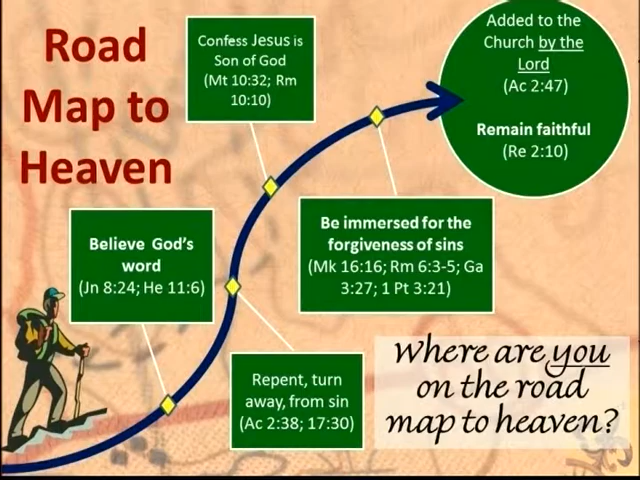 Road
Map to
Heaven
Confess Jesus is
Son of God
(Mt 10:32; Rm
10:10)
Added to the
Church by the
Lord
(Ac 2:47)
Remain faithful
(Re 2:10)
Believe God's
word
(Jn 8:24; He 11:6)
Be immersed for the
forgiveness of sins
(Mk 16:16; Rm 6:3-5; Ga
3:27; 1 Pt 3:21)
Repent, turn
away, from sin
(Ac 2:38; 17:30)
Where are you
on the road
map to heaven?